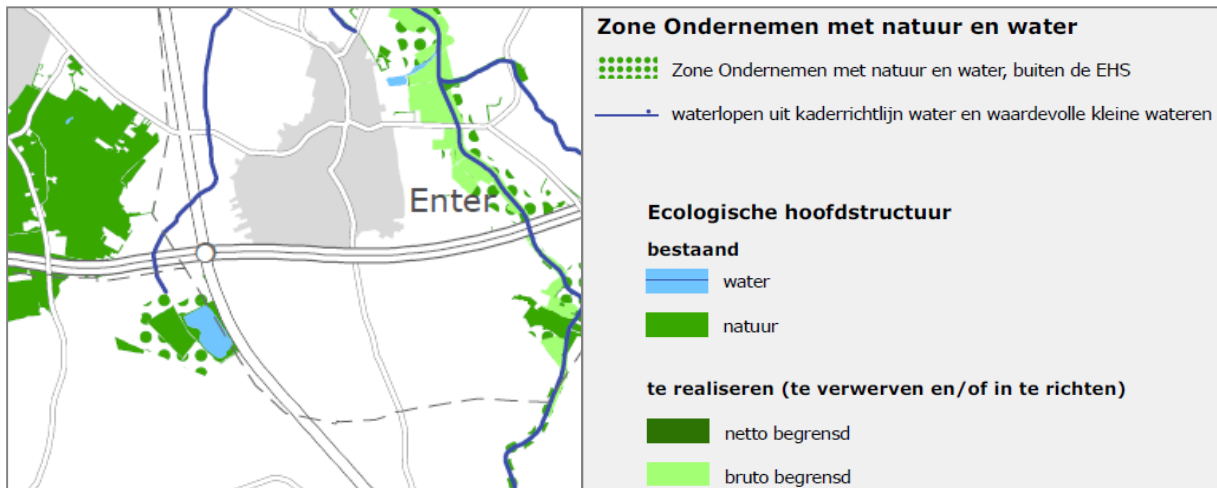 Enter
Zone Ondernemen met natuur en water
Zone Ondernemen met natuur en water, buiten de EHS
waterlopen uit kaderrichtlijn water en waardevolle kleine wateren
Ecologische hoofdstructuur
bestaand
water
natuur
te realiseren (te verwerven en/of in te richten)
netto begrensd
bruto begrensd